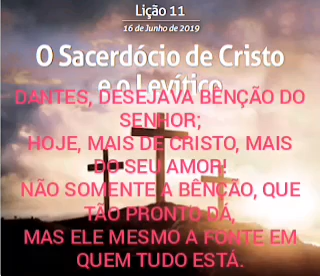 Lição 11
16 de Junho de 2019
O Sacerdócio de Cristo
e o Levítico
DANTES, DESEJAVA BÊNÇÃO DO
SENHOR;
HOJE, MAIS DE CRISTO, MAIS
DO SEU AMOR!
NÃO SOMENTE A BÊNÇÃO, QUE
TÃO PRONTO DÁ,
MAS ELE MESMO A FONTE EM
QUEM TUDO ESTÁ.